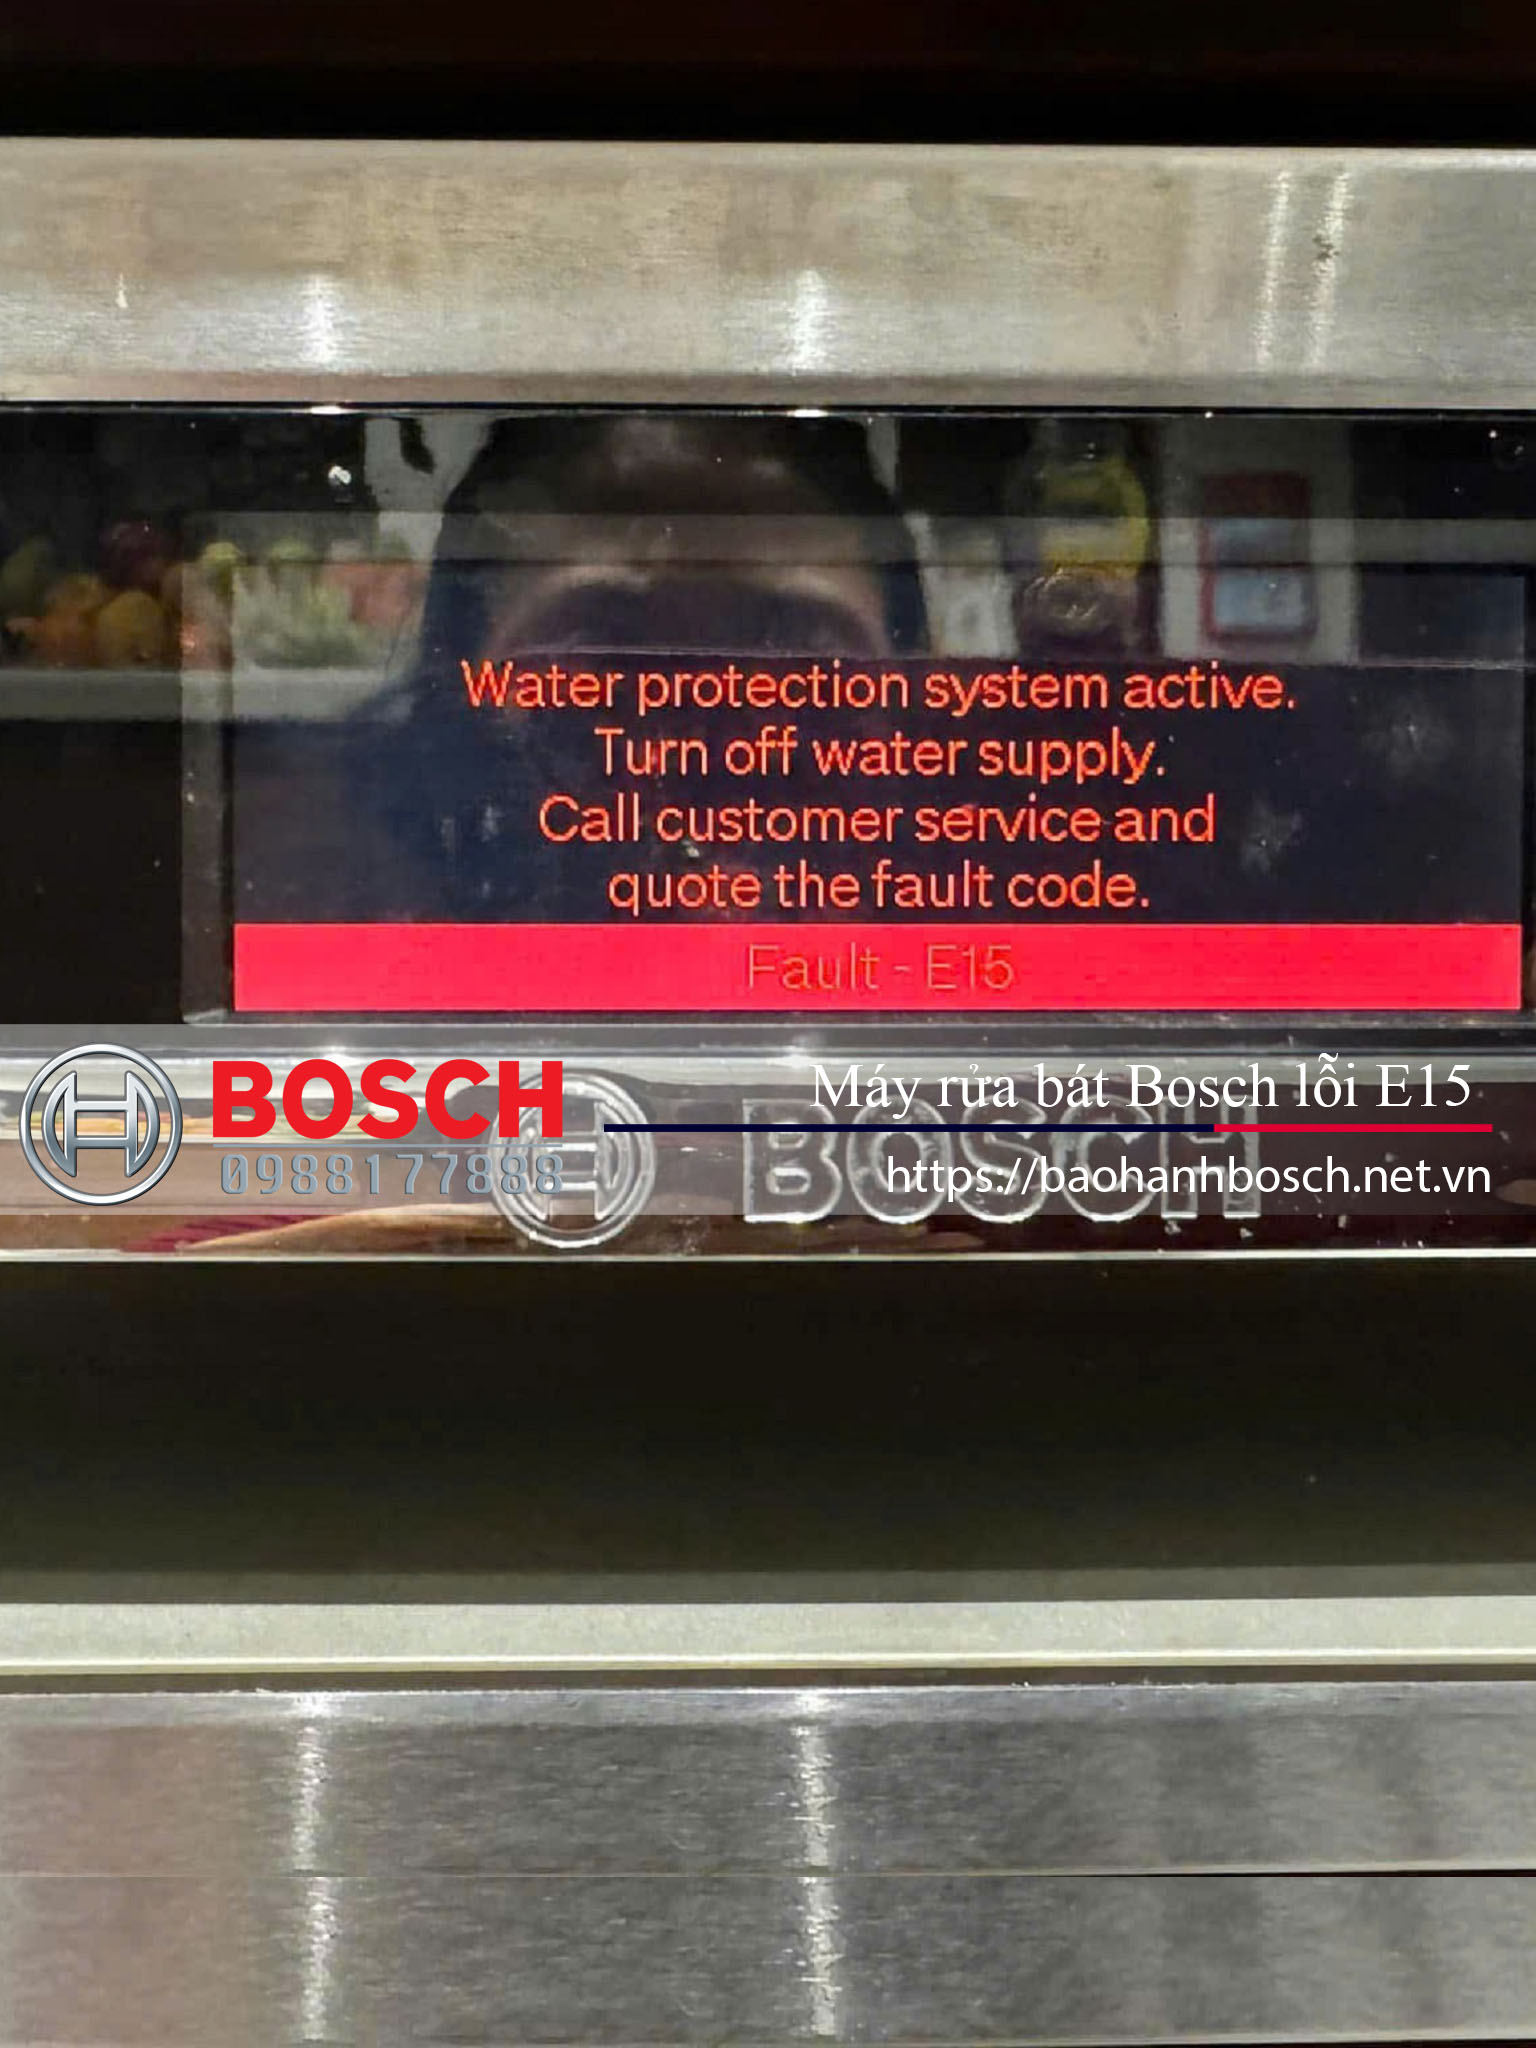 Water protection system active.
Turn off water supply.
Call customer service and
quote the fault code.
Fault - E15
BOSCH
0988177888
Máy rửa bát Bosch lỗi E15
https://baohanhbosch.net.vn
BOSCH